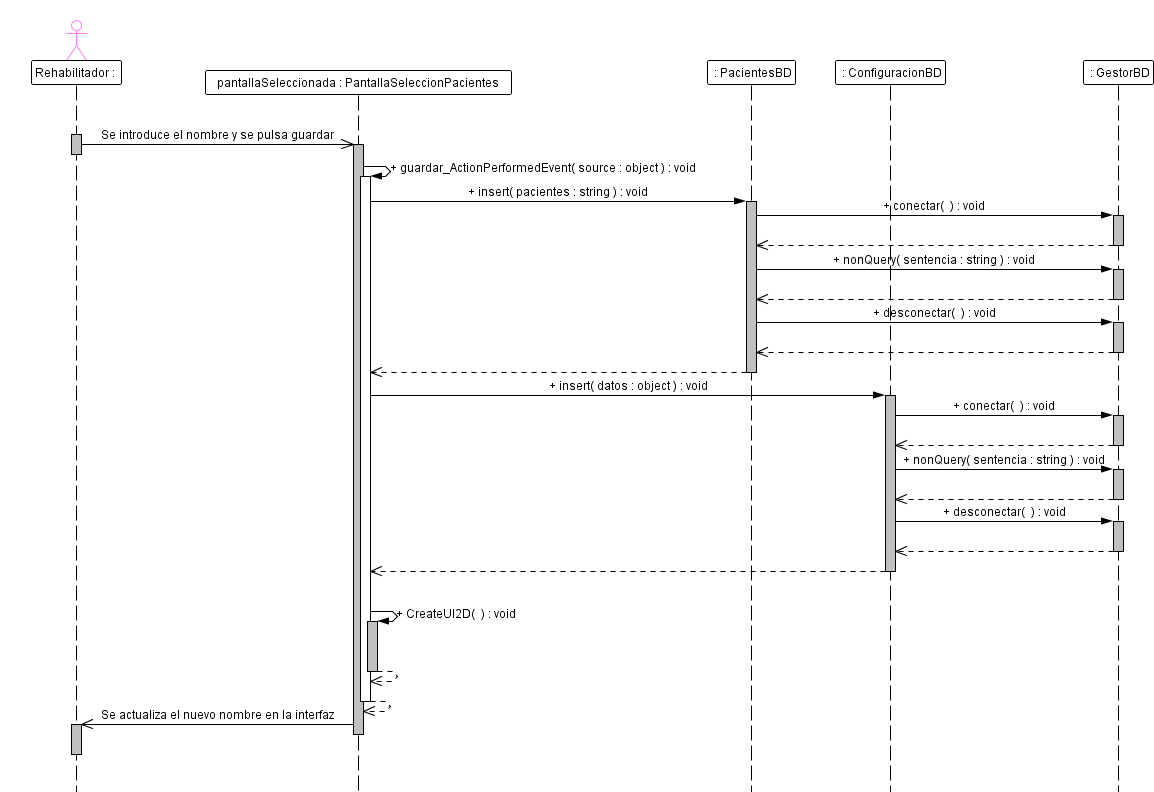 Rehabilitador :
pantallaSeleccionada : PantallaSeleccionPacientes
: PacientesBD
: ConfiguracionBD
: GestorBD
Se introduce el nombre y se pulsa guardar
+ guardar_ActionPerformedEvent( source : object ) : void
+ insert( pacientes : string ) : void
+ conectar( ) : void
+ nonQuery( sentencia : string ) : void
+ desconectar( ) : void
+ insert( datos : object ) : void
+ conectar( ) : void
+ nonQuery( sentencia : string ) : void
+ desconectar( ) : void
+ CreateUI2D( ) : void
Se actualiza el nuevo nombre en la interfaz